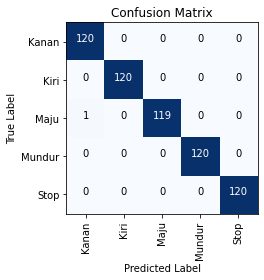 Confusion Matrix
True Label
Kanan 120 0 0 0 0
Kiri 0 120 0 0 0
Maju 1 0 119 0 0
Mundur 0 0 0 120 0
Stop 0 0 0 0 120
Kanan Kiri Maju Mundur Stop
Predicted Label